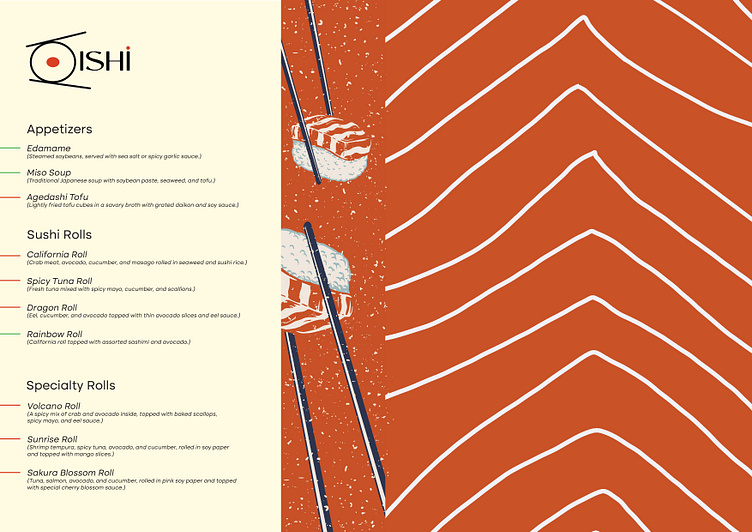 OISHi
Appetizers
Edamame
(Steamed soybeans, served with sea salt or spicy garlic sauce.)
Miso Soup
(Traditional Japanese soup with soybean paste, seaweed, and tofu.)
Agedashi Tofu
(Lightly fried tofu cubes in a savory broth with grated daikon and soy sauce.)
Sushi Rolls
California Roll
(Crab meat, avocado, cucumber, and masago rolled in seaweed and sushi rice.)
Spicy Tuna Roll
(Fresh tuna mixed with spicy mayo, cucumber, and scallions.)
Dragon Roll
(Eel, cucumber, and avocado topped with thin avocado slices and eel sauce.)
Rainbow Roll
(California roll topped with assorted sashimi and avocado.)
Specialty Rolls
Volcano Roll
(A spicy mix of crab and avocado inside, topped with baked scallops,
spicy mayo, and eel sauce.)
Sunrise Roll
(Shrimp tempura, spicy tuna, avocado, and cucumber, rolled in soy paper
and topped with mango slices.)
Sakura Blossom Roll
(Tuna, salmon, avocado, and cucumber, rolled in pink soy paper and topped
with special cherry blossom sauce.)